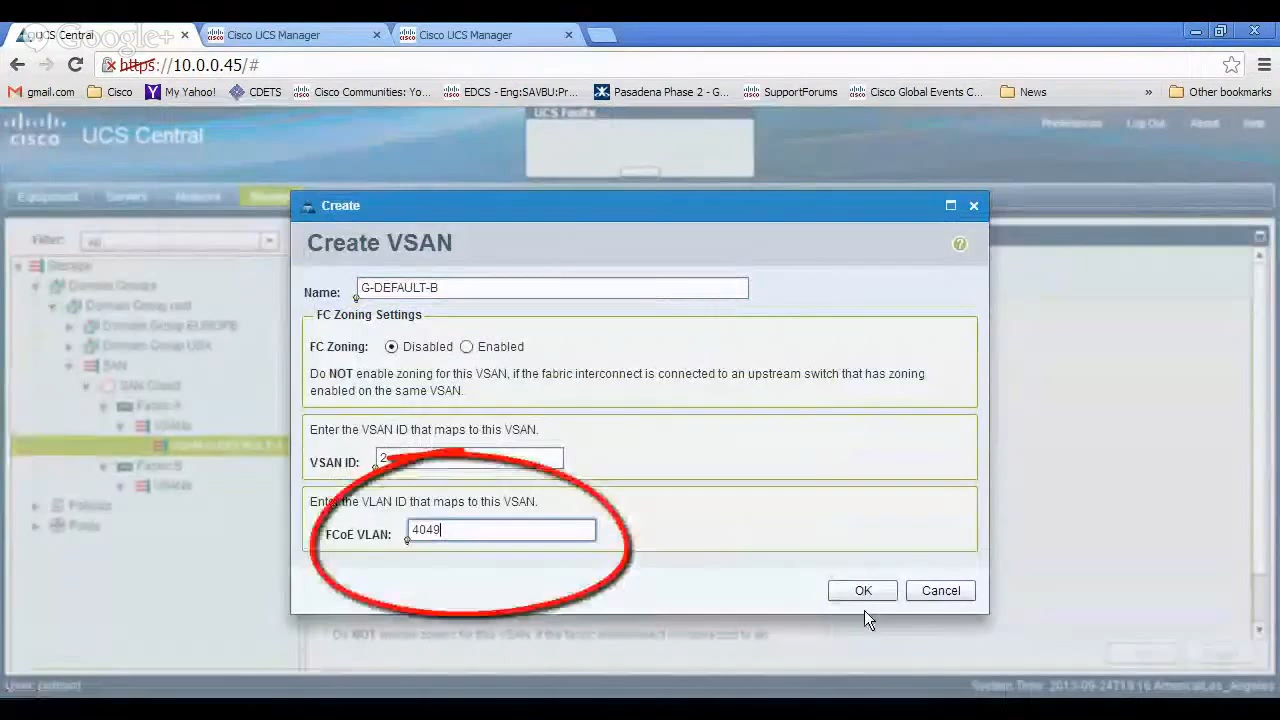 UCS Central
Google+
Cisco UCS Manager
Cisco UCS Manager
https://10.0.0.45/#
gmail.com
Cisco
My Yahoo!
CDETS
Cisco Communities: Yo...
EDCS - Eng:SAVBU:Pr...
Pasadena Phase 2 - G...
SupportForums
Cisco Global Events C...
News
»
Other bookmarks
CISCO
UCS Central
UCS Faults
Preferences
Log Out
About
Help
Equipment
Servers
Network
Filter:
All
Storage
Domain Groups
Domain Group root
Domain Group EUROPE
Domain Group USA
SAN
SAN Cloud
Fabric A
VSANs
Fabric B
VSANs
Policies
Pools
Create
Create VSAN
Name: G-DEFAULT-B
FC Zoning Settings
FC Zoning: Disabled Enabled
Do NOT enable zoning for this VSAN, if the fabric interconnect is connected to an upstream switch that has zoning
enabled on the same VSAN.
Enter the VSAN ID that maps to this VSAN.
VSAN ID: 2
Enter the VLAN ID that maps to this VSAN.
FCoE VLAN: 4049
OK
Cancel